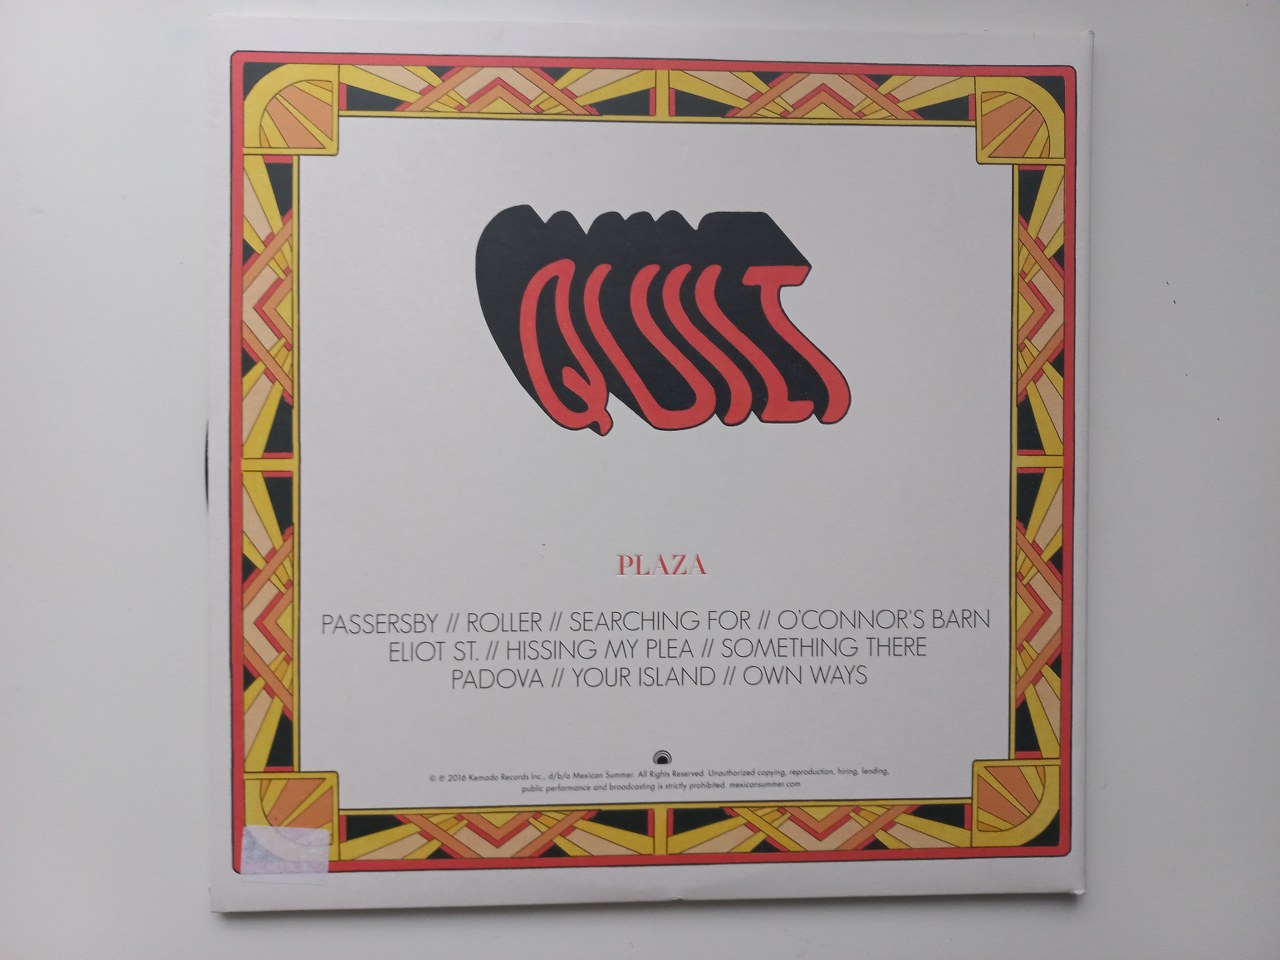 QUILT
PLAZA
PASSERSBY // ROLLER // SEARCHING FOR // O'CONNOR'S BARN
ELIOT ST. // HISSING MY PLEA // SOMETHING THERE
PADOVA // YOUR ISLAND // OWN WAYS
© ℗ 2016 Kemado Records Inc., d/b/a Mexican Summer. All Rights Reserved. Unauthorized copying, reproduction, hiring, lending,
public performance and broadcasting is strictly prohibited. mexicansummer.com